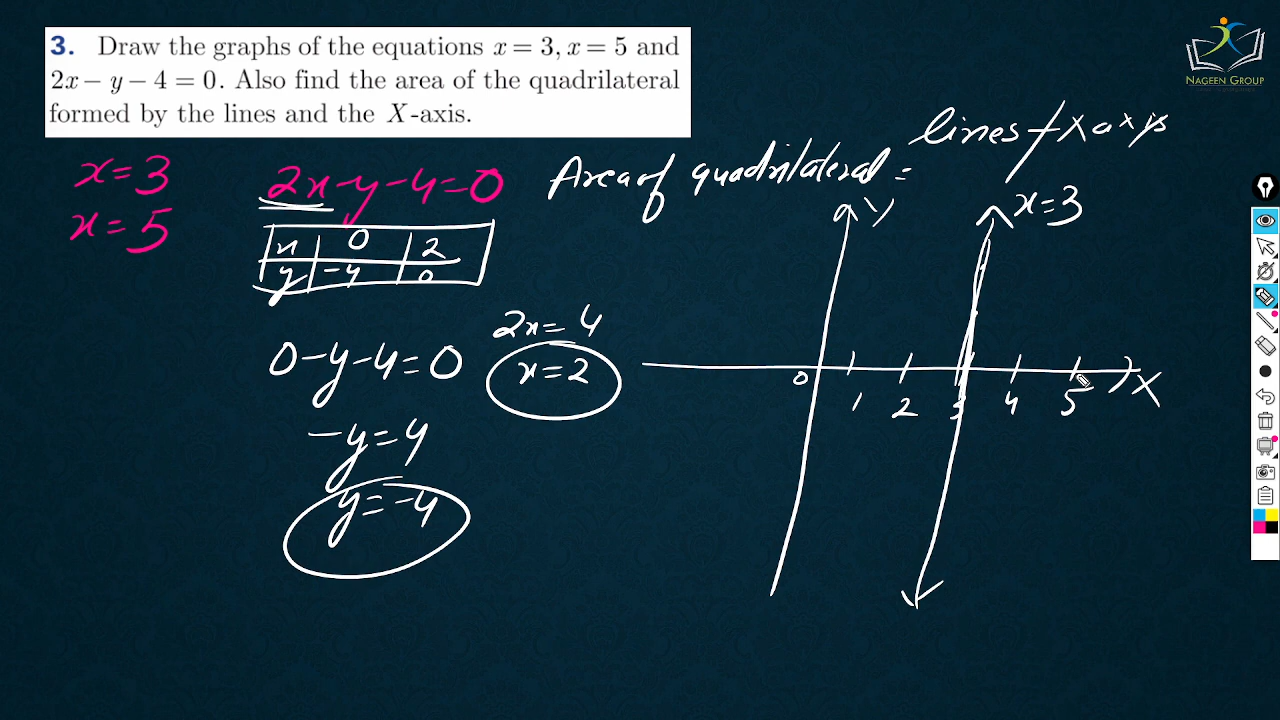 3. Draw the graphs of the equations x = 3, x = 5 and
2x − y − 4 = 0. Also find the area of the quadrilateral
formed by the lines and the X-axis.
NAGEEN GROUP
x=3
x=5
2x-y-4=0
x | 0 | 2
y | -4 | 0
0-y-4=0
-y=4
y=-4
2x=4
x=2
Area of quadrilateral =
lines + X axis
Y
x=3
0 1 2 3 4 5 X